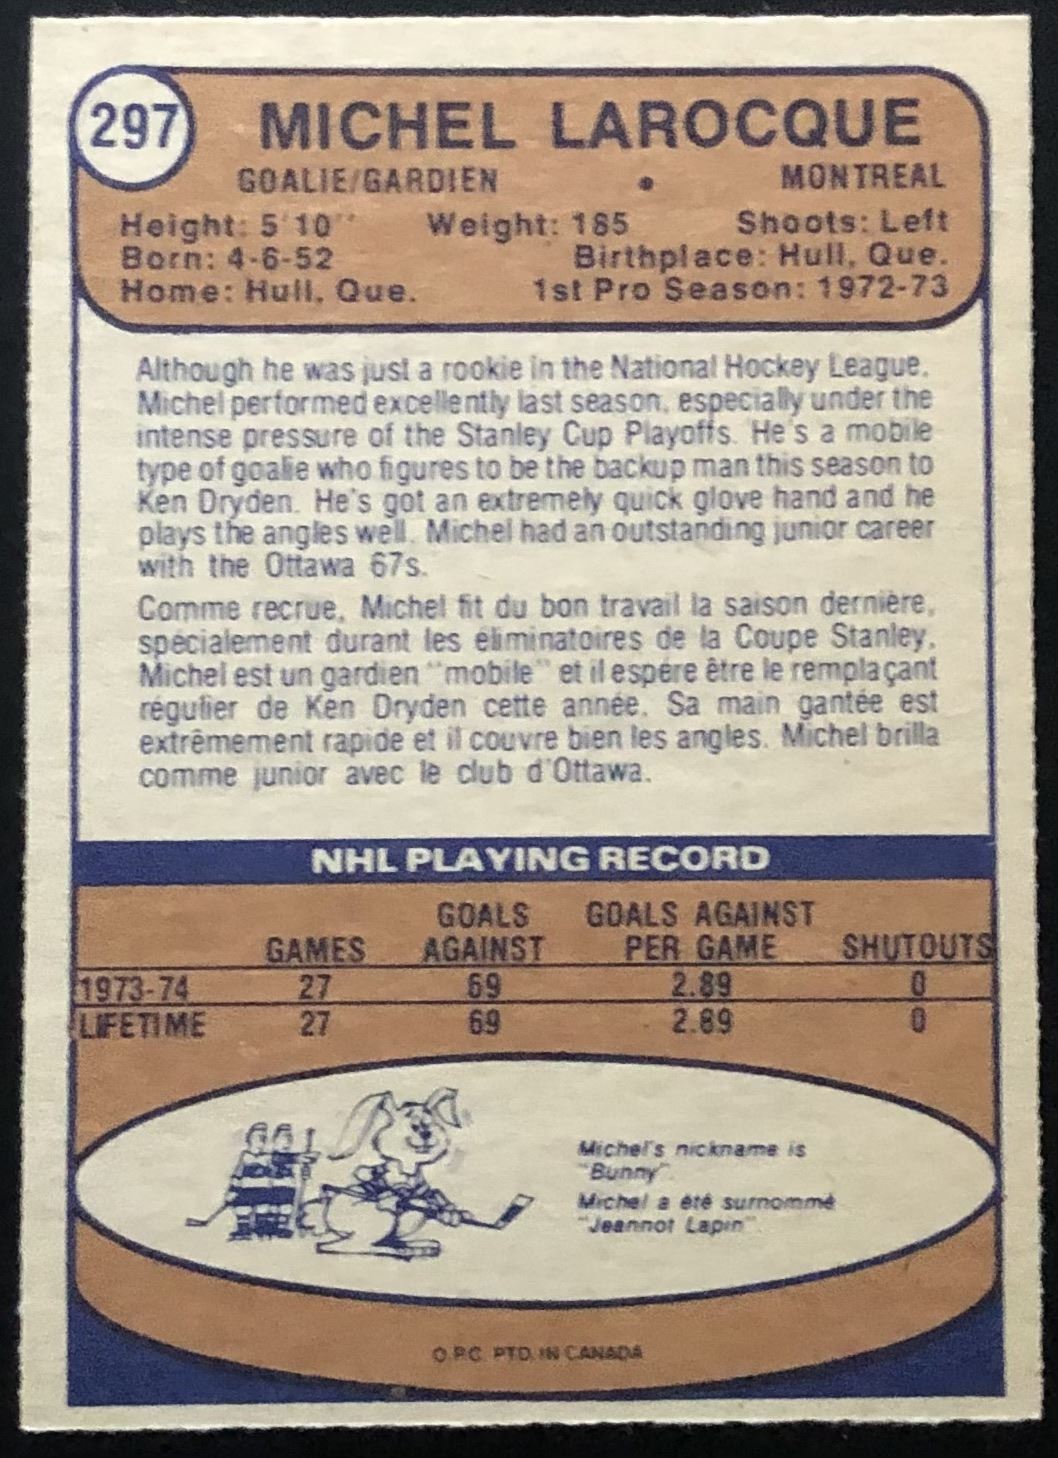 297
MICHEL LAROCQUE
GOALIE/GARDIEN • MONTREAL
Height: 5'10" Weight: 185 Shoots: Left
Born: 4-6-52 Birthplace: Hull, Que.
Home: Hull, Que. 1st Pro Season: 1972-73
Although he was just a rookie in the National Hockey League,
Michel performed excellently last season, especially under the
intense pressure of the Stanley Cup Playoffs. He's a mobile
type of goalie who figures to be the backup man this season to
Ken Dryden. He's got an extremely quick glove hand and he
plays the angles well. Michel had an outstanding junior career
with the Ottawa 67s.
Comme recrue, Michel fit du bon travail la saison dernière,
spécialement durant les éliminatoires de la Coupe Stanley.
Michel est un gardien "mobile" et il espère être le remplaçant
régulier de Ken Dryden cette année. Sa main gantée est
extrêmement rapide et il couvre bien les angles. Michel brilla
comme junior avec le club d'Ottawa.
NHL PLAYING RECORD
GOALS GOALS AGAINST
GAMES AGAINST PER GAME SHUTOUTS
1973-74 27 69 2.89 0
LIFETIME 27 69 2.89 0
Michel's nickname is
"Bunny".
Michel a été surnommé
"Jeannot Lapin".
O.P.C. PTD. IN CANADA